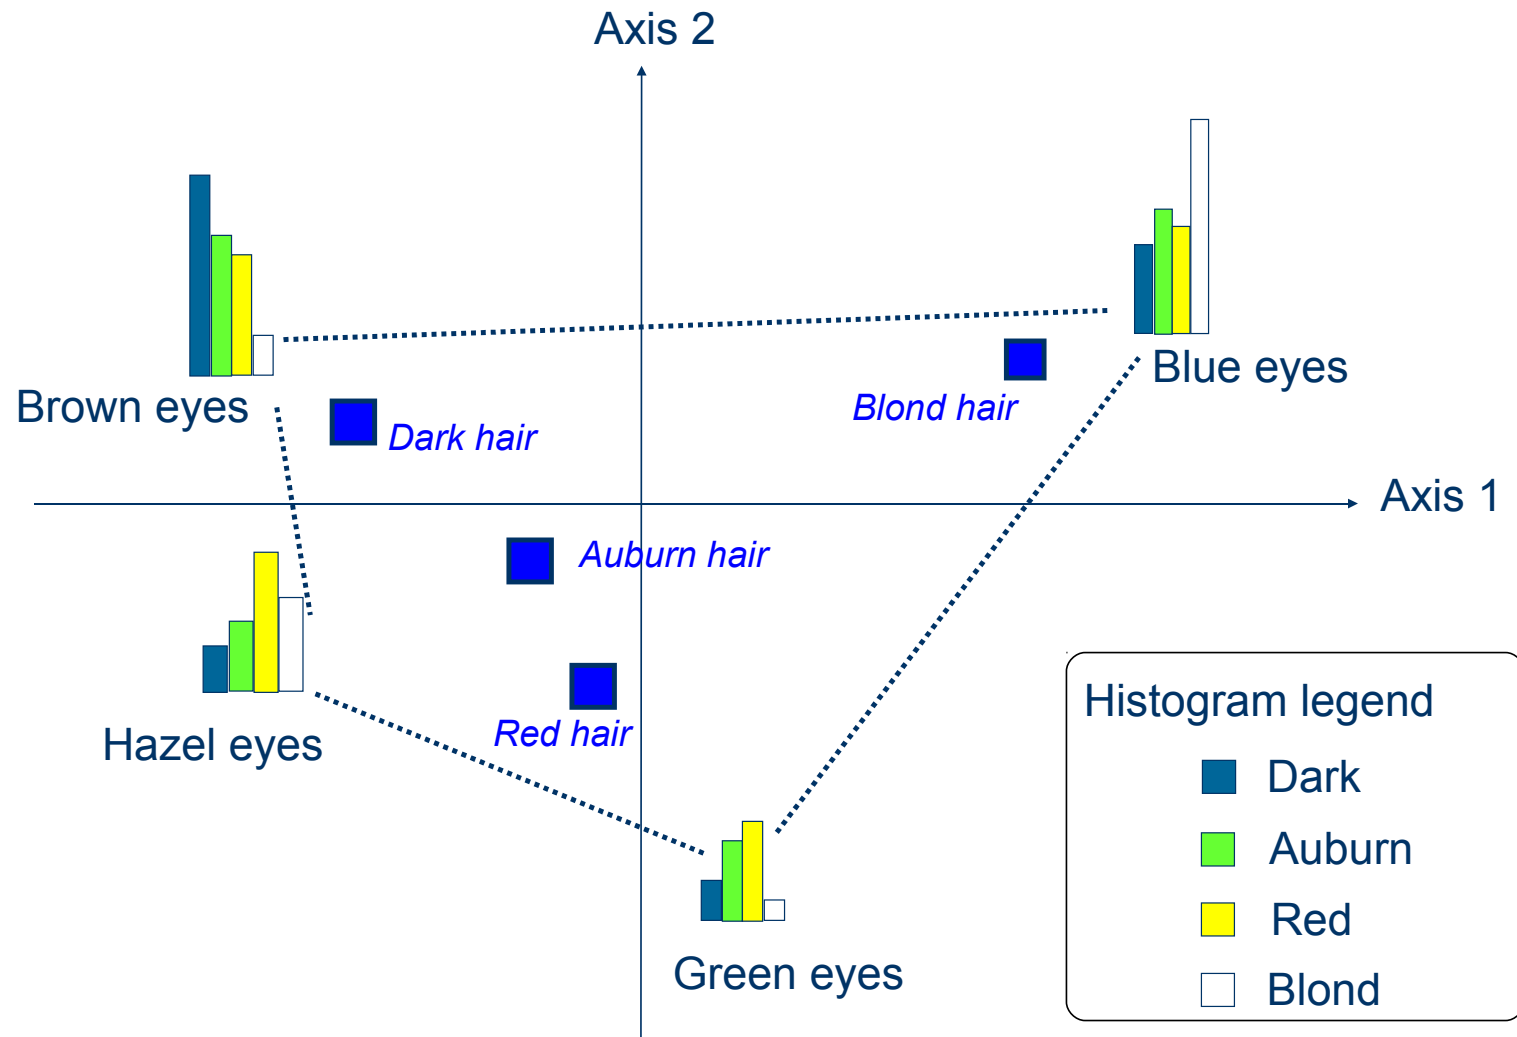 Axis 2
Blue eyes
Brown eyes
Blond hair
Dark hair
Axis 1
Auburn hair
Red hair
Hazel eyes
Green eyes
Histogram legend
Dark
Auburn
Red
Blond